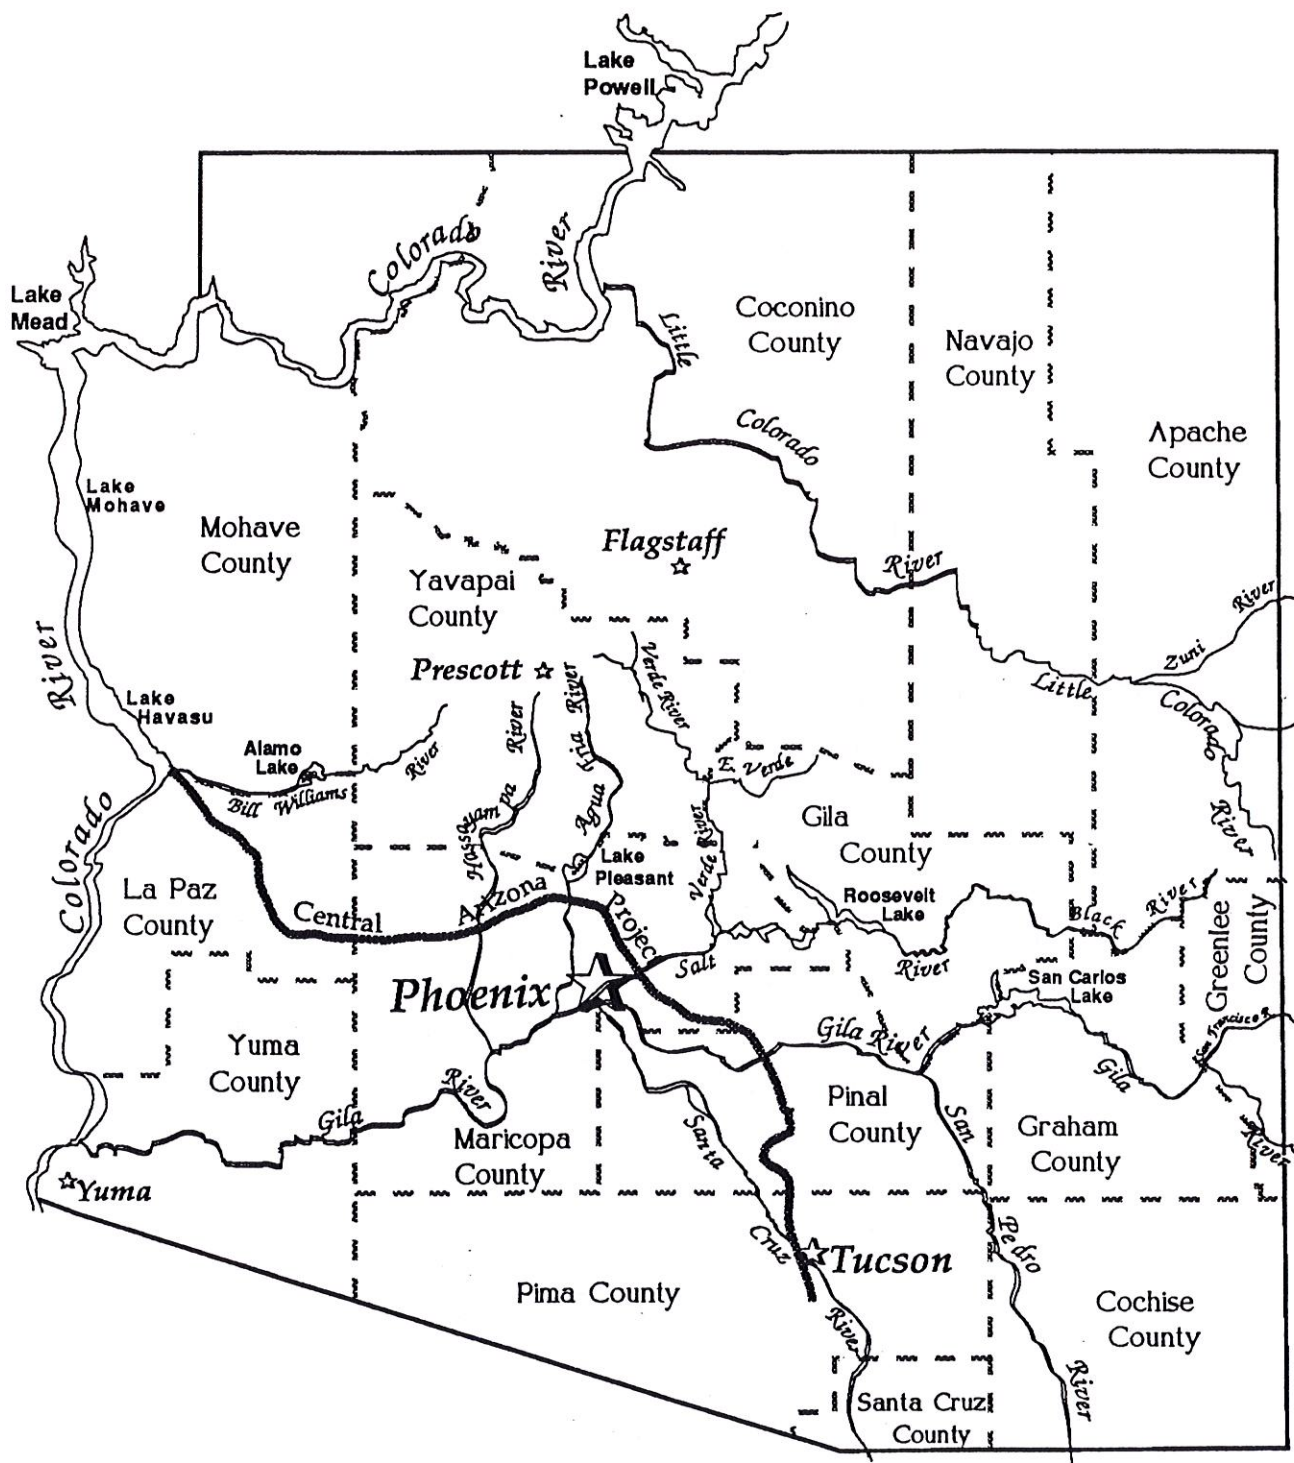 Lake
Powell
Colorado
River
Lake
Mead
Coconino
County
Little
Navajo
County
Colorado
Apache
County
Lake
Mohave
Mohave
County
Flagstaff
River
Yavapai
County
River
River
Zuni
Prescott
Verde River
Little
Colorado
Lake
Havasu
River
River
Alamo
Lake
River
E. Verde
Bill Williams
Hassayampa
Agua Fria
Verde River
Gila
County
River
Colorado
Lake
Pleasant
La Paz
County
Central
Arizona
Project
Roosevelt
Lake
Black
River
Greenlee
County
Salt
River
Phoenix
San Carlos
Lake
Yuma
County
Gila River
San Francisco R.
Gila
River
River
Gila
Maricopa
County
Santa
Pinal
County
San
Graham
County
River
Yuma
Cruz
Tucson
Pedro
Pima County
River
Cochise
County
River
Santa Cruz
County